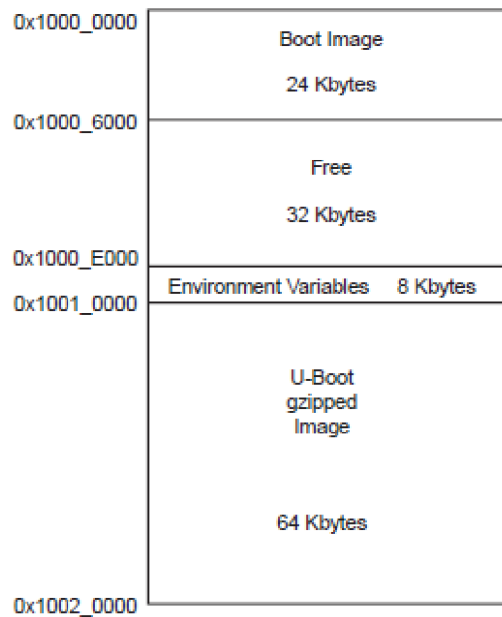 0x1000_0000
Boot Image
24 Kbytes
0x1000_6000
Free
32 Kbytes
0x1000_E000
Environment Variables 8 Kbytes
0x1001_0000
U-Boot
gzipped
Image
64 Kbytes
0x1002_0000